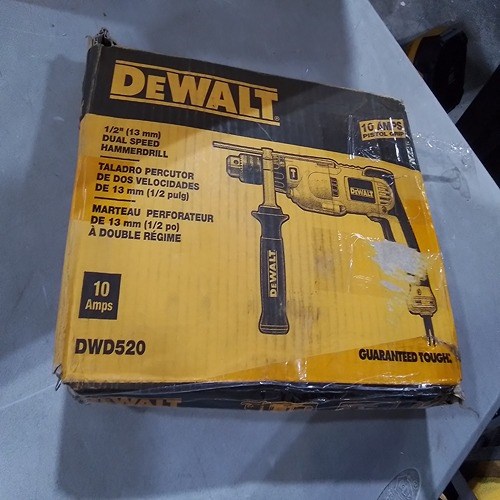 DEWALT
1/2" (13 mm)
DUAL SPEED
HAMMERDRILL
TALADRO PERCUTOR
DE DOS VELOCIDADES
DE 13 mm (1/2 pulg)
MARTEAU PERFORATEUR
DE 13 mm (1/2 po)
À DOUBLE RÉGIME
10 AMPS
PISTOL GRIP
DEWALT
DEWALT
10
Amps
DWD520
GUARANTEED TOUGH.
DEWALT